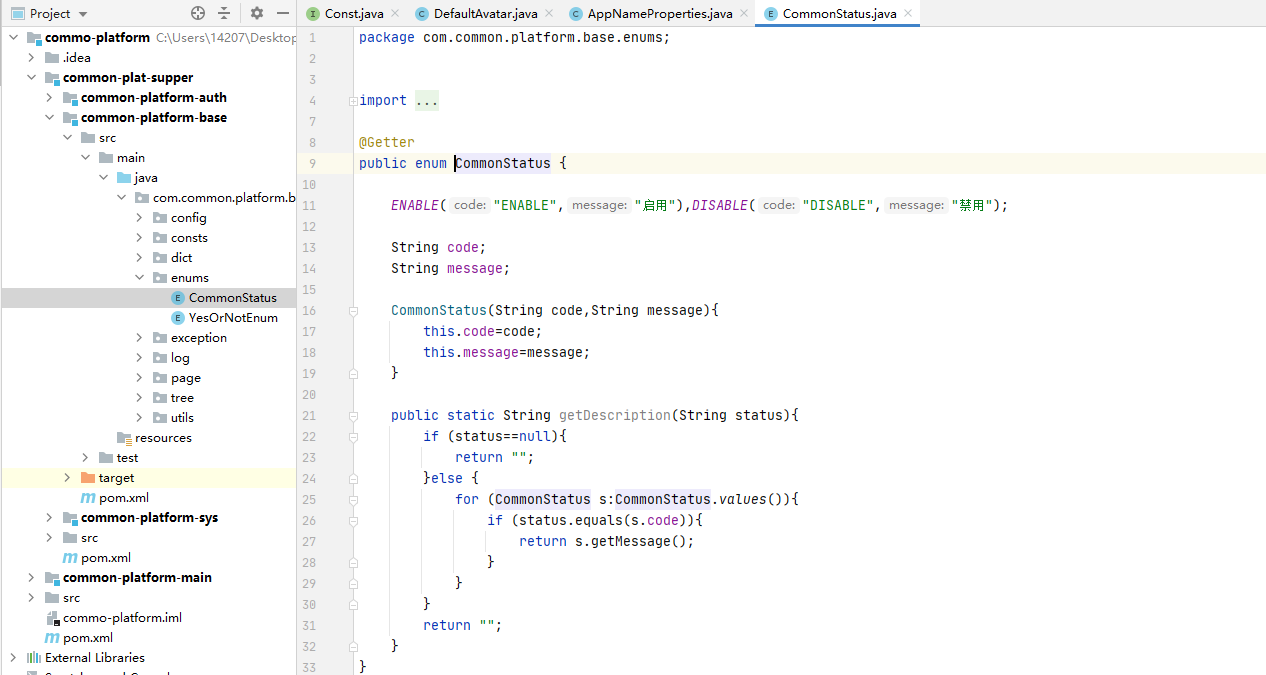 Project
Const.java
DefaultAvatar.java
AppNameProperties.java
CommonStatus.java
commo-platform C:\Users\14207\Desktop
.idea
common-plat-supper
common-platform-auth
common-platform-base
src
main
java
com.common.platform.b
config
consts
dict
enums
CommonStatus
YesOrNotEnum
exception
log
page
tree
utils
resources
test
target
pom.xml
common-platform-sys
src
pom.xml
common-platform-main
src
commo-platform.iml
pom.xml
External Libraries
1 package com.common.platform.base.enums;
2
3
4 import ...
7
8 @Getter
9 public enum CommonStatus {
10
11 ENABLE( code: "ENABLE", message: "启用"),DISABLE( code: "DISABLE", message: "禁用");
12
13 String code;
14 String message;
15
16 CommonStatus(String code,String message){
17 this.code=code;
18 this.message=message;
19 }
20
21 public static String getDescription(String status){
22 if (status==null){
23 return "";
24 }else {
25 for (CommonStatus s:CommonStatus.values()){
26 if (status.equals(s.code)){
27 return s.getMessage();
28 }
29 }
30 }
31 return "";
32 }
33 }